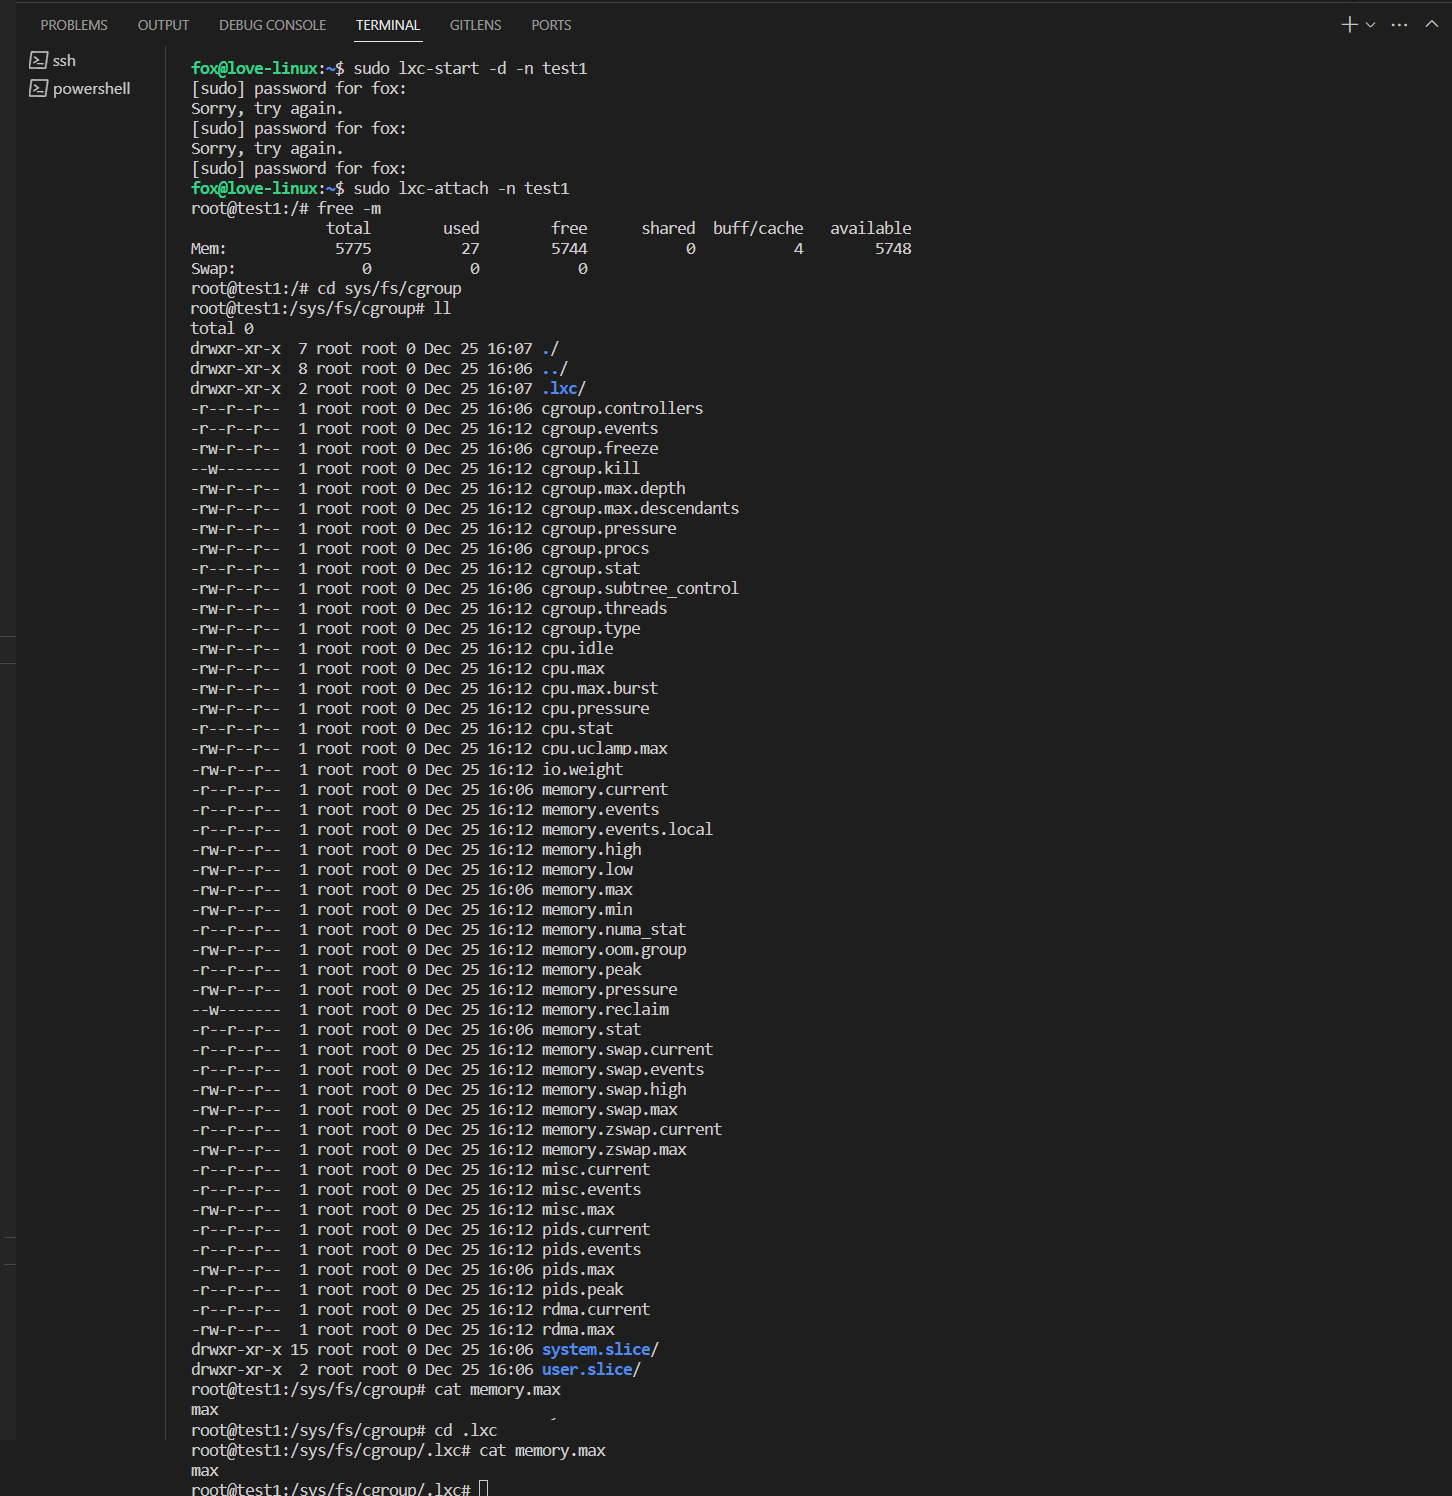 PROBLEMS OUTPUT DEBUG CONSOLE TERMINAL GITLENS PORTS
ssh
powershell
fox@love-linux:~$ sudo lxc-start -d -n test1
[sudo] password for fox:
Sorry, try again.
[sudo] password for fox:
Sorry, try again.
[sudo] password for fox:
fox@love-linux:~$ sudo lxc-attach -n test1
root@test1:/# free -m
total used free shared buff/cache available
Mem: 5775 27 5744 0 4 5748
Swap: 0 0 0
root@test1:/# cd sys/fs/cgroup
root@test1:/sys/fs/cgroup# ll
total 0
drwxr-xr-x 7 root root 0 Dec 25 16:07 ./
drwxr-xr-x 8 root root 0 Dec 25 16:06 ../
drwxr-xr-x 2 root root 0 Dec 25 16:07 .lxc/
-r--r--r-- 1 root root 0 Dec 25 16:06 cgroup.controllers
-r--r--r-- 1 root root 0 Dec 25 16:12 cgroup.events
-rw-r--r-- 1 root root 0 Dec 25 16:06 cgroup.freeze
--w------- 1 root root 0 Dec 25 16:12 cgroup.kill
-rw-r--r-- 1 root root 0 Dec 25 16:12 cgroup.max.depth
-rw-r--r-- 1 root root 0 Dec 25 16:12 cgroup.max.descendants
-rw-r--r-- 1 root root 0 Dec 25 16:12 cgroup.pressure
-rw-r--r-- 1 root root 0 Dec 25 16:06 cgroup.procs
-r--r--r-- 1 root root 0 Dec 25 16:12 cgroup.stat
-rw-r--r-- 1 root root 0 Dec 25 16:06 cgroup.subtree_control
-rw-r--r-- 1 root root 0 Dec 25 16:12 cgroup.threads
-rw-r--r-- 1 root root 0 Dec 25 16:12 cgroup.type
-rw-r--r-- 1 root root 0 Dec 25 16:12 cpu.idle
-rw-r--r-- 1 root root 0 Dec 25 16:12 cpu.max
-rw-r--r-- 1 root root 0 Dec 25 16:12 cpu.max.burst
-rw-r--r-- 1 root root 0 Dec 25 16:12 cpu.pressure
-r--r--r-- 1 root root 0 Dec 25 16:12 cpu.stat
-rw-r--r-- 1 root root 0 Dec 25 16:12 cpu.uclamp.max
-rw-r--r-- 1 root root 0 Dec 25 16:12 io.weight
-r--r--r-- 1 root root 0 Dec 25 16:06 memory.current
-r--r--r-- 1 root root 0 Dec 25 16:12 memory.events
-r--r--r-- 1 root root 0 Dec 25 16:12 memory.events.local
-rw-r--r-- 1 root root 0 Dec 25 16:12 memory.high
-rw-r--r-- 1 root root 0 Dec 25 16:12 memory.low
-rw-r--r-- 1 root root 0 Dec 25 16:06 memory.max
-rw-r--r-- 1 root root 0 Dec 25 16:12 memory.min
-r--r--r-- 1 root root 0 Dec 25 16:12 memory.numa_stat
-rw-r--r-- 1 root root 0 Dec 25 16:12 memory.oom.group
-r--r--r-- 1 root root 0 Dec 25 16:12 memory.peak
-rw-r--r-- 1 root root 0 Dec 25 16:12 memory.pressure
--w------- 1 root root 0 Dec 25 16:12 memory.reclaim
-r--r--r-- 1 root root 0 Dec 25 16:06 memory.stat
-r--r--r-- 1 root root 0 Dec 25 16:12 memory.swap.current
-r--r--r-- 1 root root 0 Dec 25 16:12 memory.swap.events
-rw-r--r-- 1 root root 0 Dec 25 16:12 memory.swap.high
-rw-r--r-- 1 root root 0 Dec 25 16:12 memory.swap.max
-r--r--r-- 1 root root 0 Dec 25 16:12 memory.zswap.current
-rw-r--r-- 1 root root 0 Dec 25 16:12 memory.zswap.max
-r--r--r-- 1 root root 0 Dec 25 16:12 misc.current
-r--r--r-- 1 root root 0 Dec 25 16:12 misc.events
-rw-r--r-- 1 root root 0 Dec 25 16:12 misc.max
-r--r--r-- 1 root root 0 Dec 25 16:12 pids.current
-r--r--r-- 1 root root 0 Dec 25 16:12 pids.events
-rw-r--r-- 1 root root 0 Dec 25 16:06 pids.max
-r--r--r-- 1 root root 0 Dec 25 16:12 pids.peak
-r--r--r-- 1 root root 0 Dec 25 16:12 rdma.current
-rw-r--r-- 1 root root 0 Dec 25 16:12 rdma.max
drwxr-xr-x 15 root root 0 Dec 25 16:06 system.slice/
drwxr-xr-x 2 root root 0 Dec 25 16:06 user.slice/
root@test1:/sys/fs/cgroup# cat memory.max
max
root@test1:/sys/fs/cgroup# cd .lxc
root@test1:/sys/fs/cgroup/.lxc# cat memory.max
max
root@test1:/sys/fs/cgroup/.lxc#